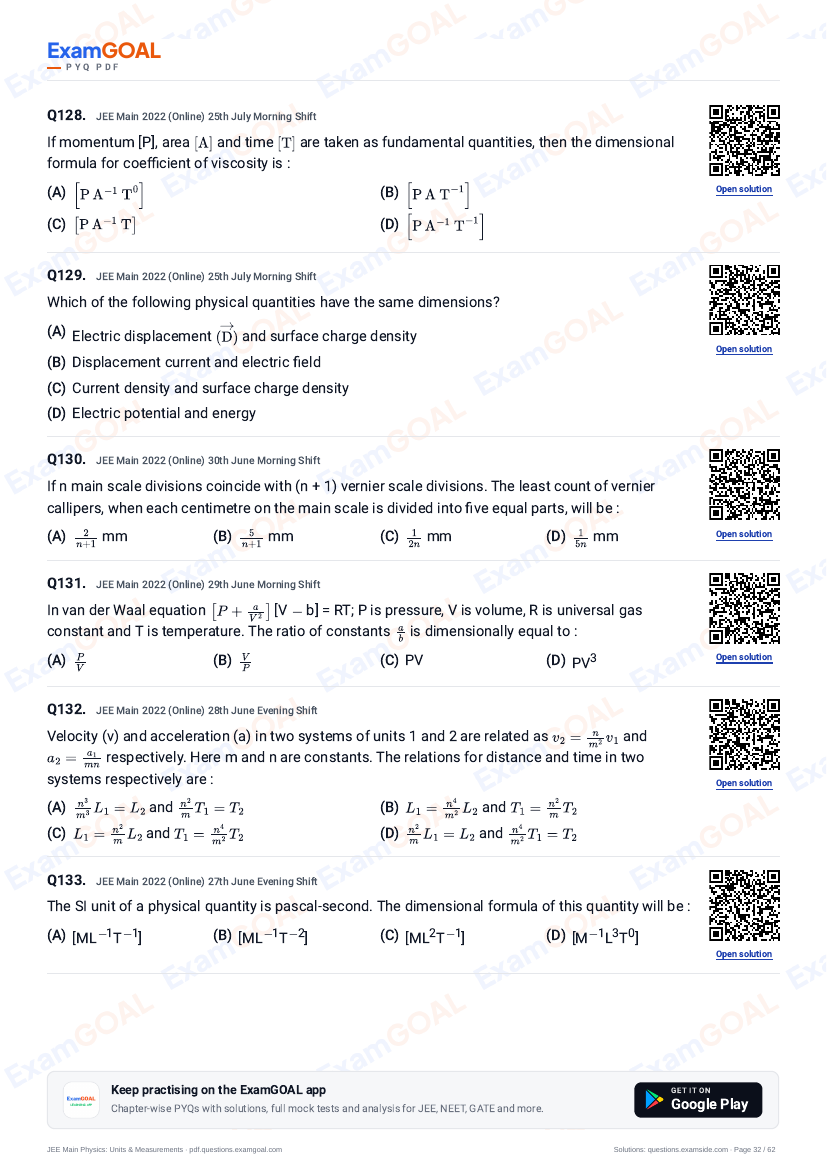 ExamGOAL
PYQ PDF
Q128. JEE Main 2022 (Online) 25th July Morning Shift
If momentum [P], area [A] and time [T] are taken as fundamental quantities, then the dimensional
formula for coefficient of viscosity is :
(A) [P A⁻¹ T⁰] (B) [P A T⁻¹]
(C) [P A⁻¹ T] (D) [P A⁻¹ T⁻¹]
Open solution
Q129. JEE Main 2022 (Online) 25th July Morning Shift
Which of the following physical quantities have the same dimensions?
(A) Electric displacement (D⃗) and surface charge density
(B) Displacement current and electric field
(C) Current density and surface charge density
(D) Electric potential and energy
Open solution
Q130. JEE Main 2022 (Online) 30th June Morning Shift
If n main scale divisions coincide with (n + 1) vernier scale divisions. The least count of vernier
callipers, when each centimetre on the main scale is divided into five equal parts, will be :
(A) 2/(n+1) mm (B) 5/(n+1) mm (C) 1/2n mm (D) 1/5n mm
Open solution
Q131. JEE Main 2022 (Online) 29th June Morning Shift
In van der Waal equation [P + a/V²] [V − b] = RT; P is pressure, V is volume, R is universal gas
constant and T is temperature. The ratio of constants a/b is dimensionally equal to :
(A) P/V (B) V/P (C) PV (D) PV³
Open solution
Q132. JEE Main 2022 (Online) 28th June Evening Shift
Velocity (v) and acceleration (a) in two systems of units 1 and 2 are related as v₂ = n/m² v₁ and
a₂ = a₁/mn respectively. Here m and n are constants. The relations for distance and time in two
systems respectively are :
(A) n³/m³ L₁ = L₂ and n²/m T₁ = T₂ (B) L₁ = n⁴/m² L₂ and T₁ = n²/m T₂
(C) L₁ = n²/m L₂ and T₁ = n⁴/m² T₂ (D) n²/m L₁ = L₂ and n⁴/m² T₁ = T₂
Open solution
Q133. JEE Main 2022 (Online) 27th June Evening Shift
The SI unit of a physical quantity is pascal-second. The dimensional formula of this quantity will be :
(A) [ML⁻¹T⁻¹] (B) [ML⁻¹T⁻²] (C) [ML²T⁻¹] (D) [M⁻¹L³T⁰]
Open solution
ExamGOAL
Keep practising on the ExamGOAL app
Chapter-wise PYQs with solutions, full mock tests and analysis for JEE, NEET, GATE and more.
GET IT ON
Google Play
JEE Main Physics: Units & Measurements · pdf.questions.examgoal.com
Solutions: questions.examside.com · Page 32 / 62